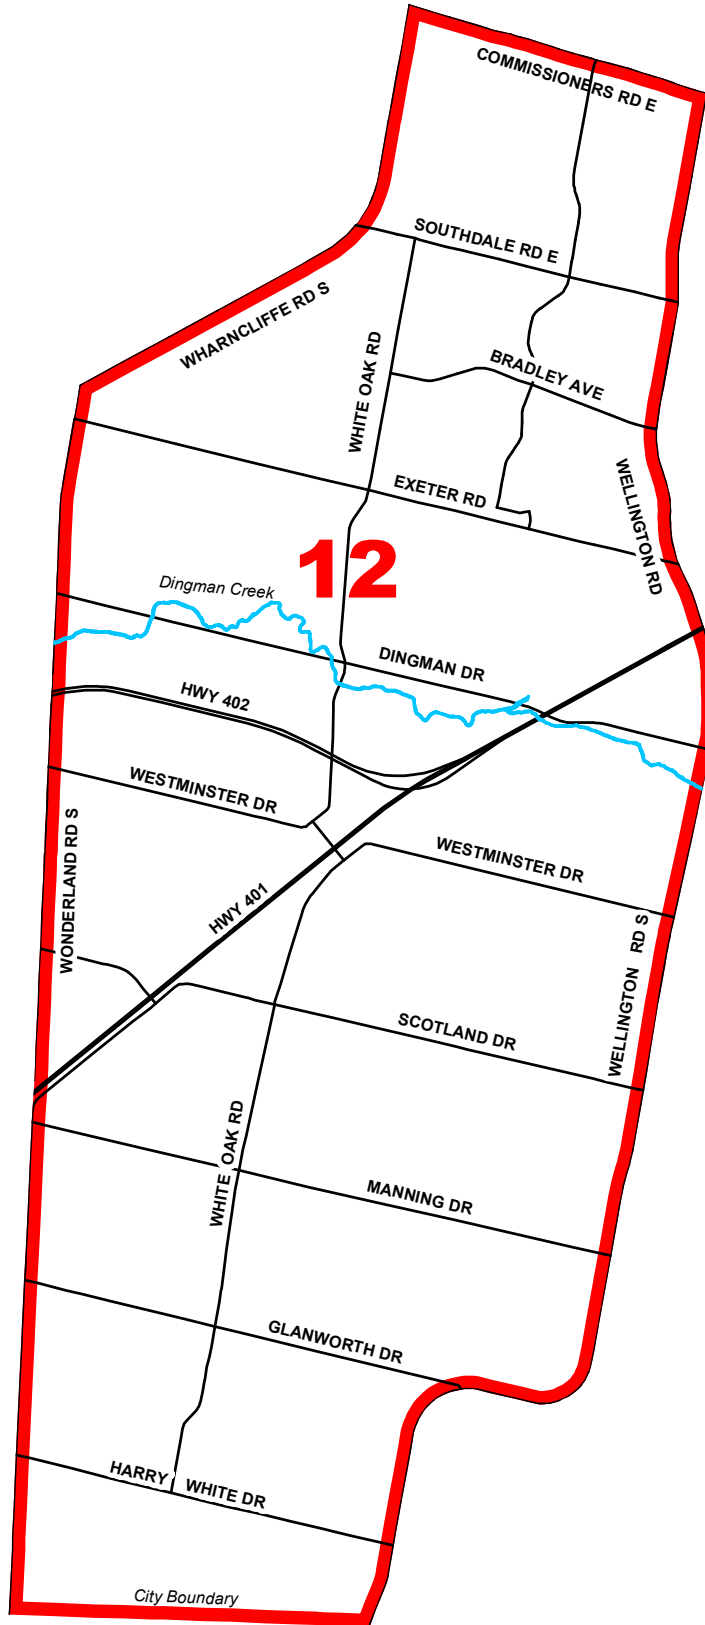 COMMISSIONERS RD E
SOUTHDALE RD E
WHARNCLIFFE RD S
WHITE OAK RD
BRADLEY AVE
EXETER RD
WELLINGTON RD
12
Dingman Creek
DINGMAN DR
HWY 402
WESTMINSTER DR
WESTMINSTER DR
WONDERLAND RD S
HWY 401
WELLINGTON RD S
SCOTLAND DR
WHITE OAK RD
MANNING DR
GLANWORTH DR
HARRY WHITE DR
City Boundary